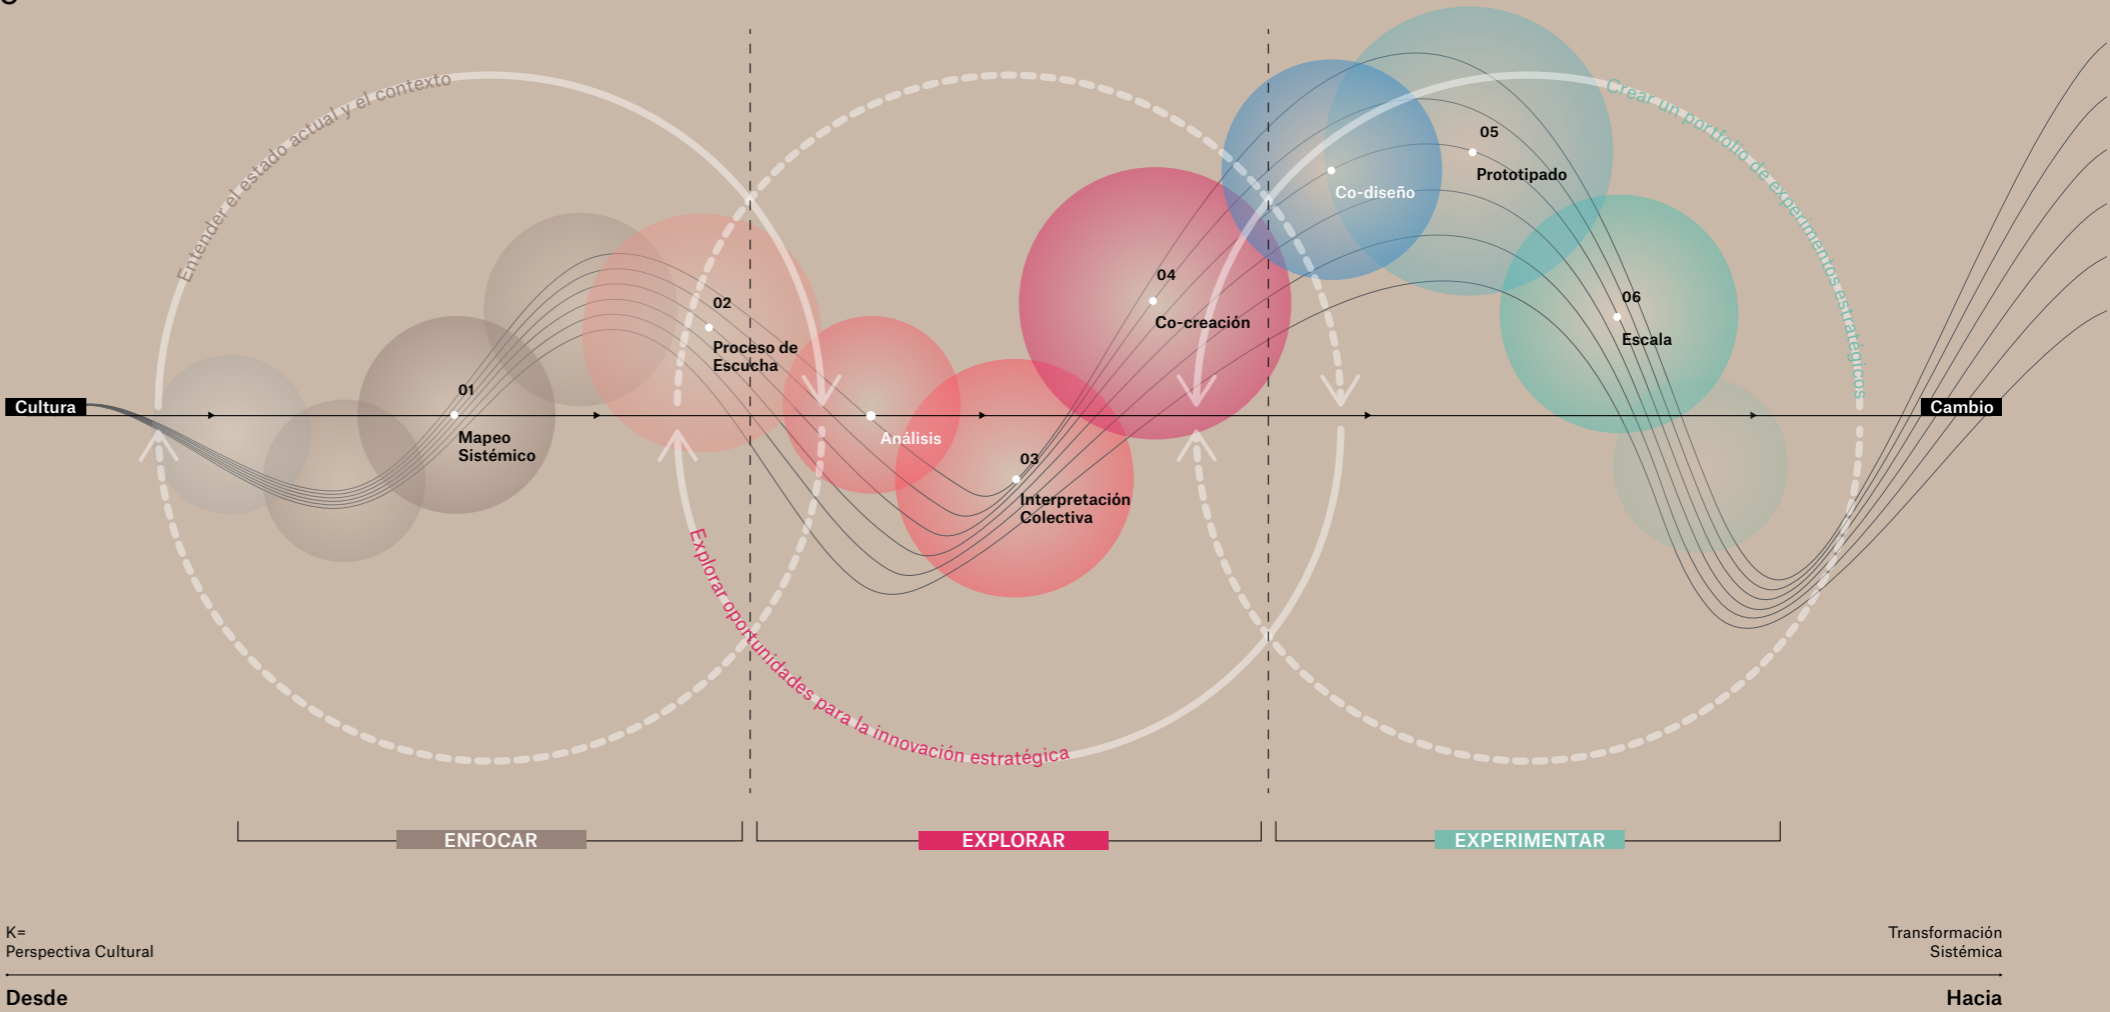 Entender el estado actual y el contexto
Crear un portfolio de experimentos estratégicos
05
Prototipado
Co-diseño
04
Co-creación
02
Proceso de
Escucha
06
Escala
01
Mapeo
Sistémico
Cultura
Cambio
Análisis
03
Interpretación
Colectiva
Explorar oportunidades para la innovación estratégica
ENFOCAR
EXPLORAR
EXPERIMENTAR
K=
Perspectiva Cultural
Transformación
Sistémica
Desde
Hacia